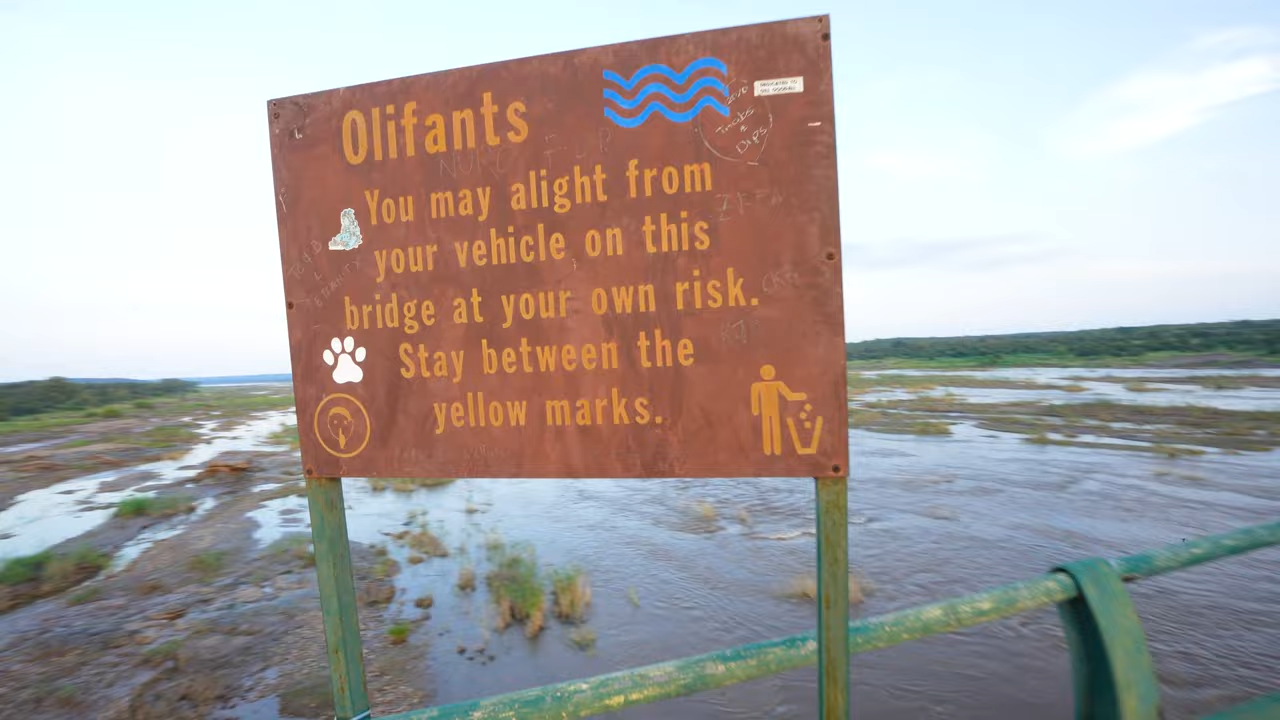 Olifants
You may alight from
your vehicle on this
bridge at your own risk.
Stay between the
yellow marks.